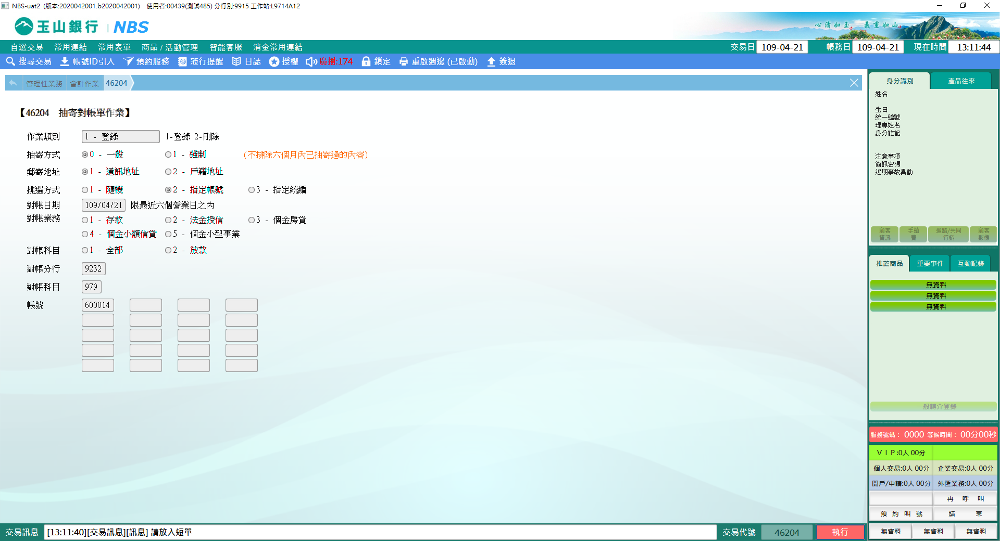 NBS-uat2 (版本:2020042001.b2020042001) 使用者:00439(測試485) 分行別:9915 工作站:L9714A12
玉山銀行 | NBS
心清如玉 義重如山
自選交易 常用連結 常用表單 商品 / 活動管理 智能客服 消金常用連結 交易日 109-04-21 帳務日 109-04-21 現在時間 13:11:44
搜尋交易 帳號ID引入 預約服務 蒞行提醒 日誌 授權 廣播:174 鎖定 重啟週邊 (已啟動) 簽退
管理性業務 會計作業 46204
【46204 抽寄對帳單作業】
作業類別 1 - 登錄 1-登錄 2-刪除
抽寄方式 0 - 一般 1 - 強制 (不排除六個月內已抽寄過的內容)
郵寄地址 1 - 通訊地址 2 - 戶籍地址
挑選方式 1 - 隨機 2 - 指定帳號 3 - 指定統編
對帳日期 109/04/21 限最近六個營業日之內
對帳業務 1 - 存款 2 - 法金授信 3 - 個金房貸
4 - 個金小額信貸 5 - 個金小型事業
對帳科目 1 - 全部 2 - 放款
對帳分行 9232
對帳科目 979
帳號 600014
身分識別 產品往來
姓名
生日
統一編號
理專姓名
身分註記
注意事項
簡訊密碼
近期事故異動
顧客資訊 手續費 通路/共同行銷 顧客影像
推薦商品 重要事件 互動記錄
無資料
無資料
無資料
一般轉介登錄
服務號碼： 0000 等候時間： 00分00秒
ＶＩＰ:0人 00分
個人交易:0人 00分 企業交易:0人 00分
開戶/申請:0人 00分 外匯業務:0人 00分
再 呼 叫
預 約 叫 號 結 束
無資料 無資料 無資料
交易訊息 [13:11:40][交易訊息][訊息] 請放入短單 交易代號 46204 執行